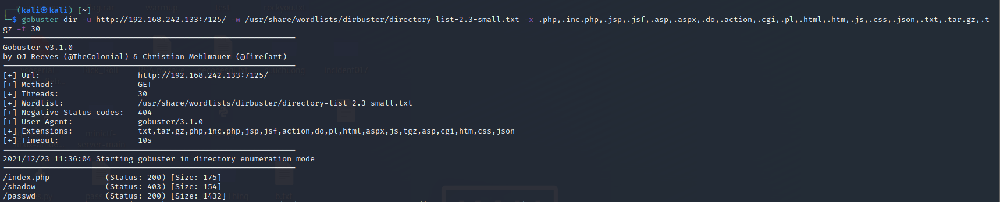 ┌──(kali㉿kali)-[~]
└─$ gobuster dir -u http://192.168.242.133:7125/ -w /usr/share/wordlists/dirbuster/directory-list-2.3-small.txt -x .php,.inc.php,.jsp,.jsf,.asp,.aspx,.do,.action,.cgi,.pl,.html,.htm,.js,.css,.json,.txt,.tar.gz,.t
gz -t 30
===============================================================
Gobuster v3.1.0
by OJ Reeves (@TheColonial) & Christian Mehlmauer (@firefart)
===============================================================
[+] Url:                     http://192.168.242.133:7125/
[+] Method:                  GET
[+] Threads:                 30
[+] Wordlist:                /usr/share/wordlists/dirbuster/directory-list-2.3-small.txt
[+] Negative Status codes:   404
[+] User Agent:              gobuster/3.1.0
[+] Extensions:              txt,tar.gz,php,inc.php,jsp,jsf,action,do,pl,html,aspx,js,tgz,asp,cgi,htm,css,json
[+] Timeout:                 10s
===============================================================
2021/12/23 11:36:04 Starting gobuster in directory enumeration mode
===============================================================
/index.php            (Status: 200) [Size: 175]
/shadow               (Status: 403) [Size: 154]
/passwd               (Status: 200) [Size: 1432]